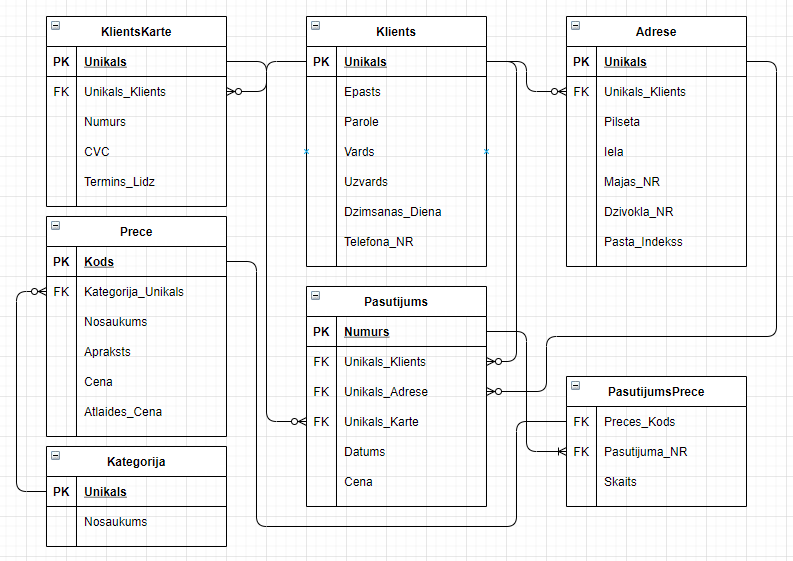 KlientsKarte
PK Unikals
FK Unikals_Klients
Numurs
CVC
Termins_Lidz
Klients
PK Unikals
Epasts
Parole
Vards
Uzvards
Dzimsanas_Diena
Telefona_NR
Adrese
PK Unikals
FK Unikals_Klients
Pilseta
Iela
Majas_NR
Dzivokla_NR
Pasta_Indekss
Prece
PK Kods
FK Kategorija_Unikals
Nosaukums
Apraksts
Cena
Atlaides_Cena
Pasutijums
PK Numurs
FK Unikals_Klients
FK Unikals_Adrese
FK Unikals_Karte
Datums
Cena
PasutijumsPrece
FK Preces_Kods
FK Pasutijuma_NR
Skaits
Kategorija
PK Unikals
Nosaukums